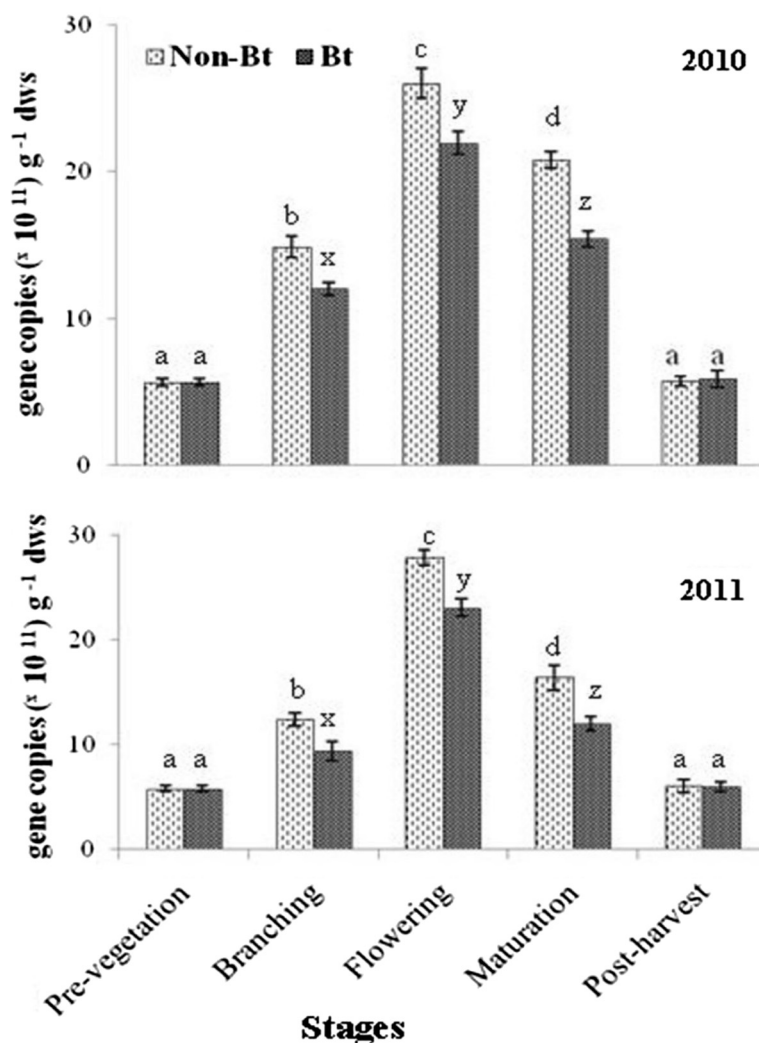 30
Non-Bt Bt
2010
c
y
d
z
b
x
a a
a a
20
10
0
gene copies (x 10 11) g -1 dws
30
2011
c
y
d
z
b
x
a a
a a
20
10
0
gene copies (x 10 11) g -1 dws
Pre-vegetation
Branching
Flowering
Maturation
Post-harvest
Stages